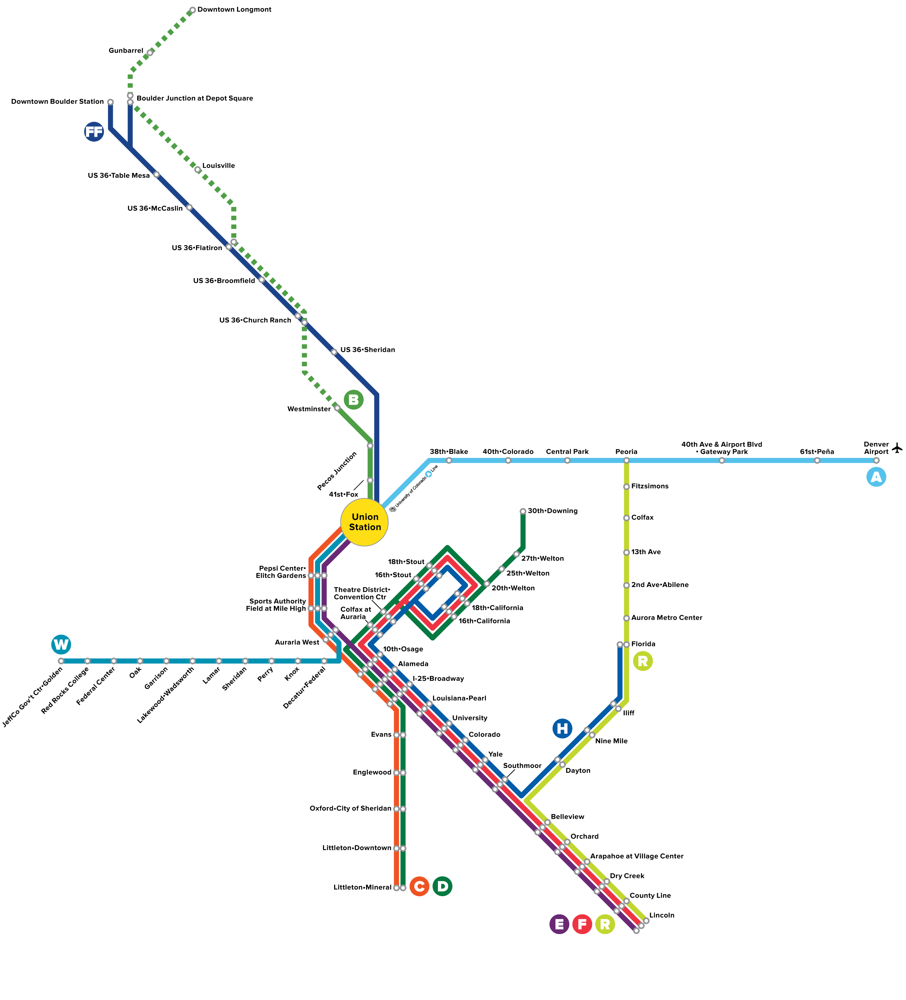 Downtown Longmont
Gunbarrel
Boulder Junction at Depot Square
Downtown Boulder Station
FF
Louisville
US 36•Table Mesa
US 36•McCaslin
US 36•Flatiron
US 36•Broomfield
US 36•Church Ranch
US 36•Sheridan
B
Westminster
Pecos Junction
41st•Fox
Union
Station
University of Colorado A Line
38th•Blake
40th•Colorado
Central Park
Peoria
40th Ave & Airport Blvd
• Gateway Park
61st•Peña
Denver
Airport
A
Fitzsimons
Colfax
13th Ave
2nd Ave•Abilene
Aurora Metro Center
Florida
R
30th•Downing
27th•Welton
25th•Welton
20th•Welton
18th•Stout
16th•Stout
18th•California
16th•California
Theatre District•
Convention Ctr
Colfax at
Auraria
Pepsi Center•
Elitch Gardens
Sports Authority
Field at Mile High
Auraria West
W
JeffCo Gov't Ctr•Golden
Red Rocks College
Federal Center
Oak
Garrison
Lakewood•Wadsworth
Lamar
Sheridan
Perry
Knox
Decatur•Federal
10th•Osage
Alameda
I-25•Broadway
Louisiana•Pearl
University
Colorado
Yale
Southmoor
H
Iliff
Nine Mile
Dayton
Evans
Englewood
Oxford•City of Sheridan
Littleton•Downtown
Littleton•Mineral
C D
Belleview
Orchard
Arapahoe at Village Center
Dry Creek
County Line
Lincoln
E F R